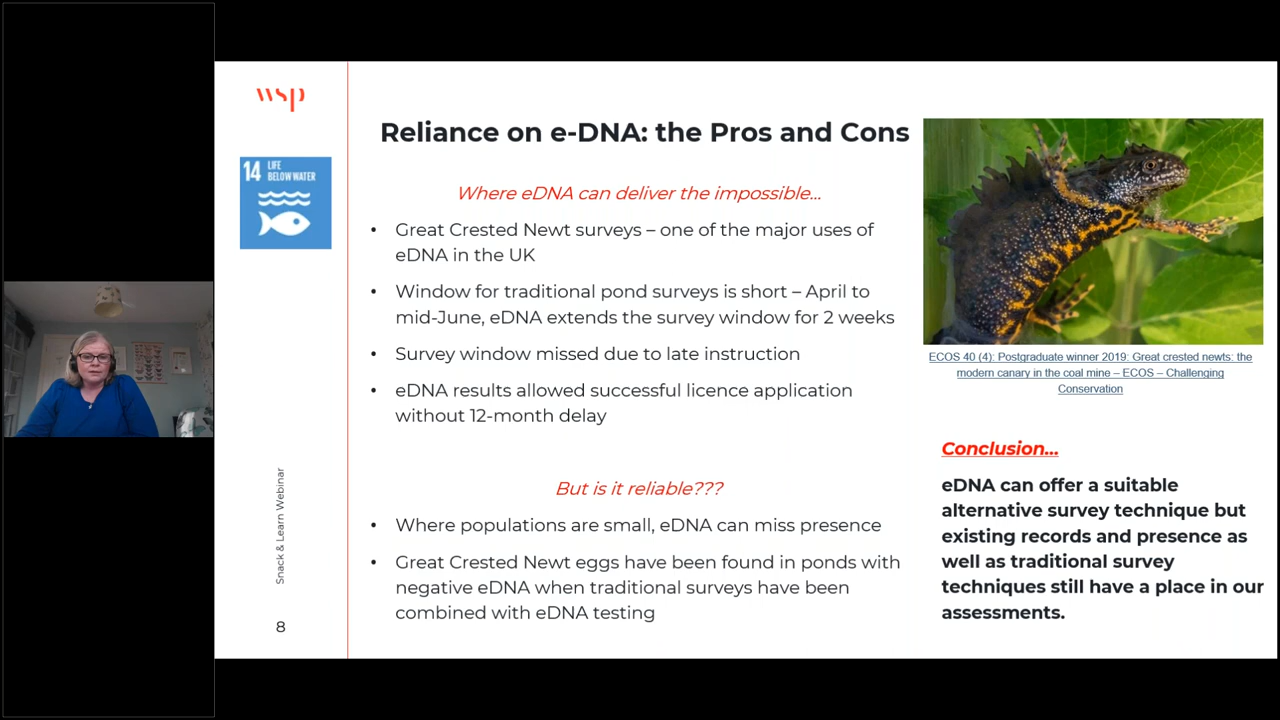 wsp
14 LIFE
BELOW WATER
Snack & Learn Webinar
8
Reliance on e-DNA: the Pros and Cons
Where eDNA can deliver the impossible...
• Great Crested Newt surveys – one of the major uses of
eDNA in the UK
• Window for traditional pond surveys is short – April to
mid-June, eDNA extends the survey window for 2 weeks
• Survey window missed due to late instruction
• eDNA results allowed successful licence application
without 12-month delay
But is it reliable???
• Where populations are small, eDNA can miss presence
• Great Crested Newt eggs have been found in ponds with
negative eDNA when traditional surveys have been
combined with eDNA testing
ECOS 40 (4): Postgraduate winner 2019: Great crested newts: the
modern canary in the coal mine – ECOS – Challenging
Conservation
Conclusion...
eDNA can offer a suitable
alternative survey technique but
existing records and presence as
well as traditional survey
techniques still have a place in our
assessments.